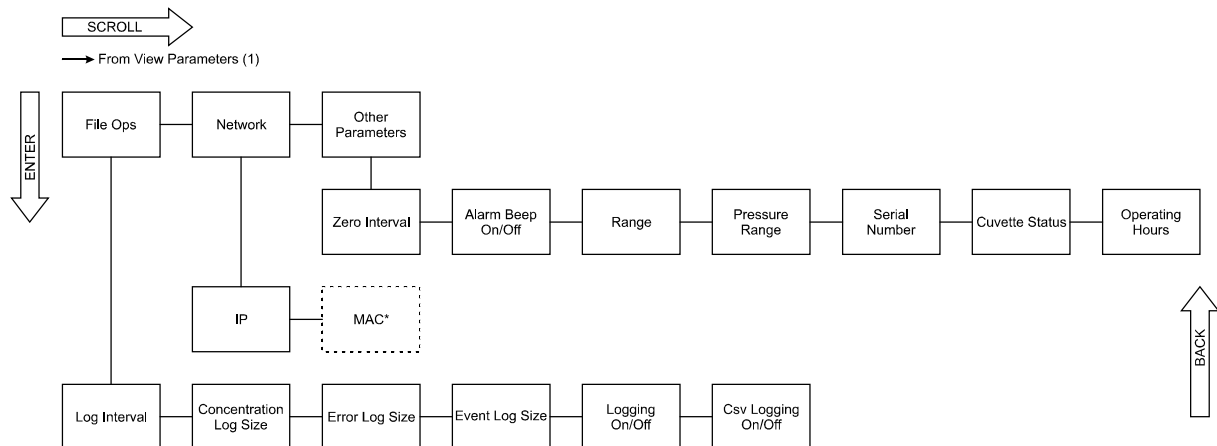 SCROLL
From View Parameters (1)
ENTER
File Ops
Network
Other
Parameters
Zero Interval
Alarm Beep
On/Off
Range
Pressure
Range
Serial
Number
Cuvette Status
Operating
Hours
IP
MAC*
BACK
Log Interval
Concentration
Log Size
Error Log Size
Event Log Size
Logging
On/Off
Csv Logging
On/Off